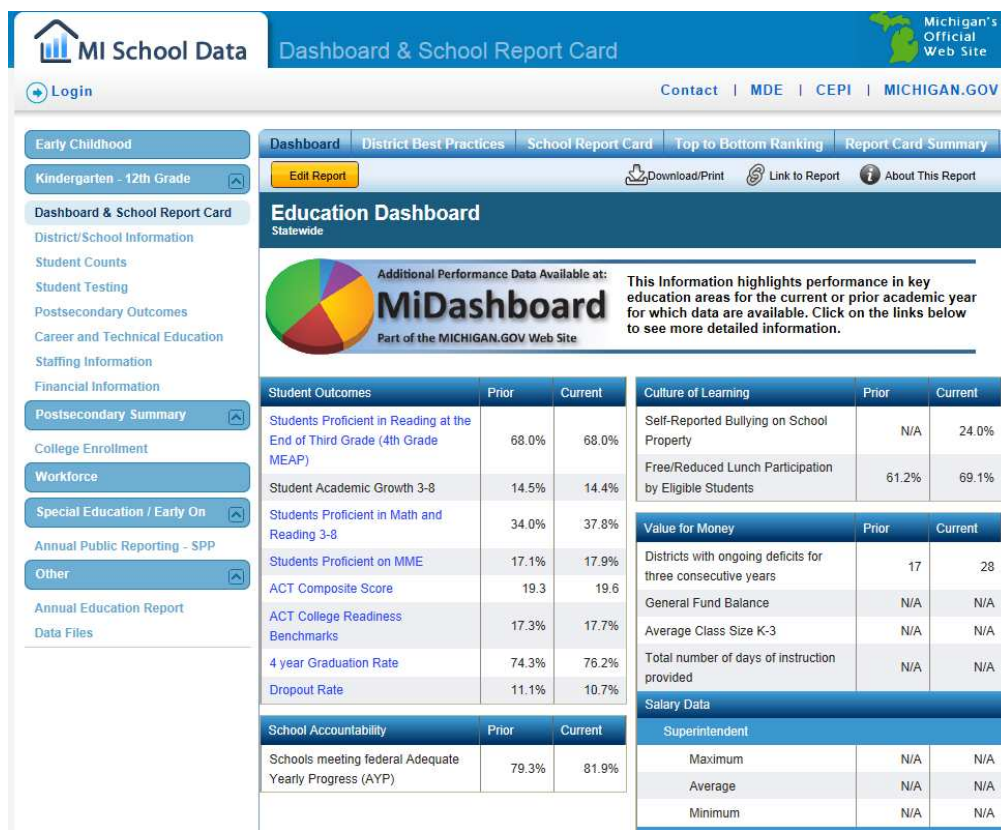 MI School Data
Dashboard & School Report Card
Michigan's
Official
Web Site
Login
Contact | MDE | CEPI | MICHIGAN.GOV
Early Childhood
Kindergarten - 12th Grade
Dashboard & School Report Card
District/School Information
Student Counts
Student Testing
Postsecondary Outcomes
Career and Technical Education
Staffing Information
Financial Information
Postsecondary Summary
College Enrollment
Workforce
Special Education / Early On
Annual Public Reporting - SPP
Other
Annual Education Report
Data Files
Dashboard District Best Practices School Report Card Top to Bottom Ranking Report Card Summary
Edit Report Download/Print Link to Report About This Report
Education Dashboard
Statewide
Additional Performance Data Available at:
MiDashboard
Part of the MICHIGAN.GOV Web Site
This Information highlights performance in key
education areas for the current or prior academic year
for which data are available. Click on the links below
to see more detailed information.
Student Outcomes Prior Current
Students Proficient in Reading at the
End of Third Grade (4th Grade 68.0% 68.0%
MEAP)
Student Academic Growth 3-8 14.5% 14.4%
Students Proficient in Math and
Reading 3-8 34.0% 37.8%
Students Proficient on MME 17.1% 17.9%
ACT Composite Score 19.3 19.6
ACT College Readiness
Benchmarks 17.3% 17.7%
4 year Graduation Rate 74.3% 76.2%
Dropout Rate 11.1% 10.7%
School Accountability Prior Current
Schools meeting federal Adequate
Yearly Progress (AYP) 79.3% 81.9%
Culture of Learning Prior Current
Self-Reported Bullying on School
Property N/A 24.0%
Free/Reduced Lunch Participation
by Eligible Students 61.2% 69.1%
Value for Money Prior Current
Districts with ongoing deficits for
three consecutive years 17 28
General Fund Balance N/A N/A
Average Class Size K-3 N/A N/A
Total number of days of instruction
provided N/A N/A
Salary Data
Superintendent
Maximum N/A N/A
Average N/A N/A
Minimum N/A N/A